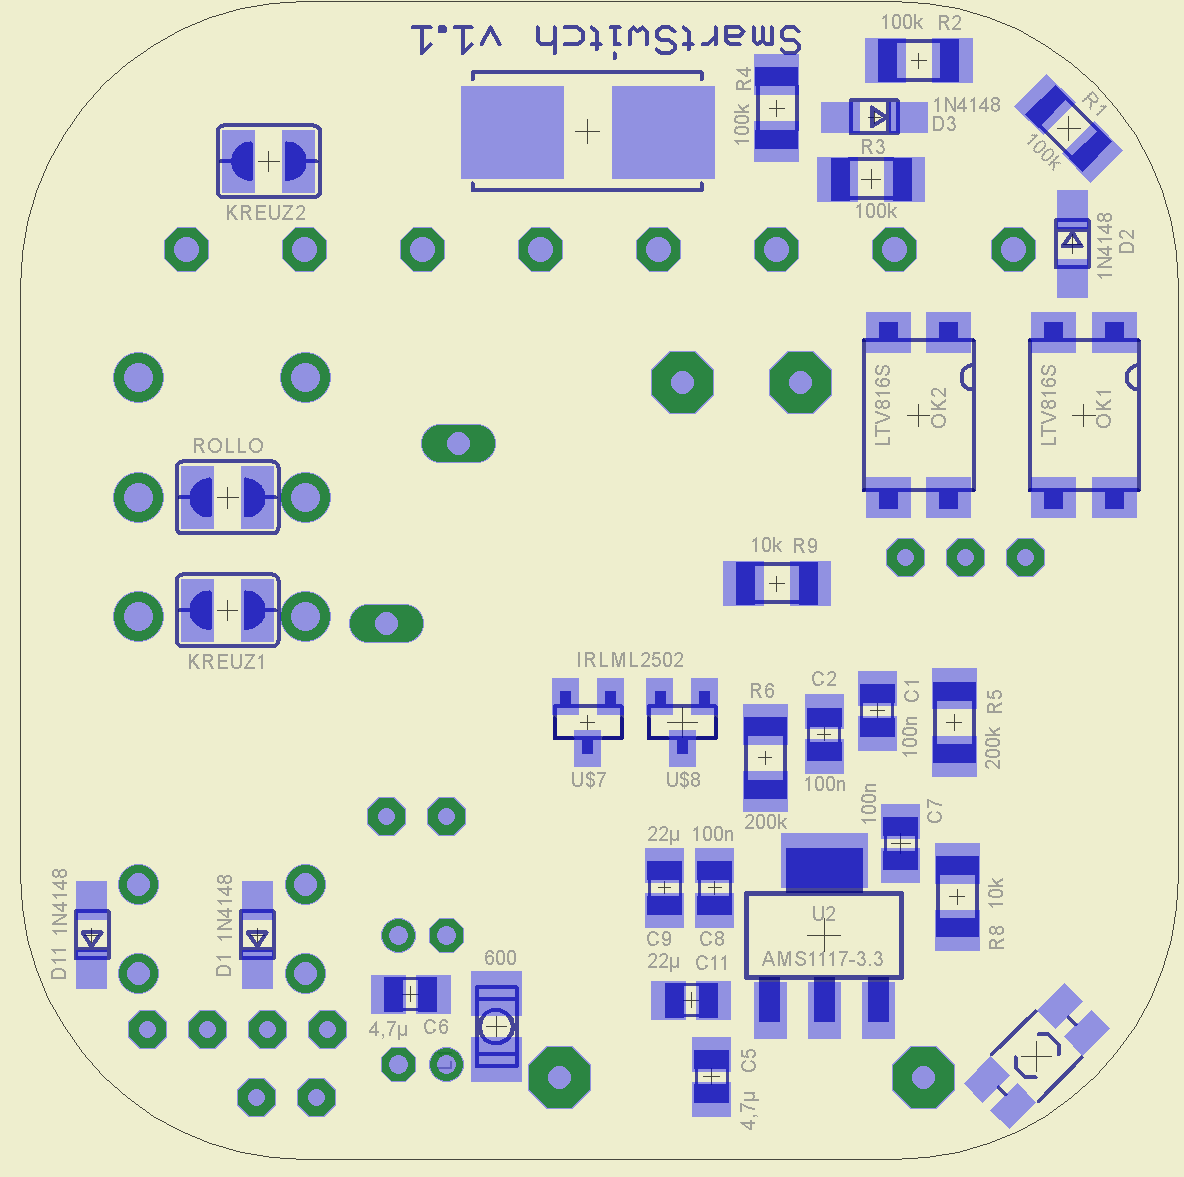 SmartSwitch v1.1
100k R2
R4
100k
1N4148
D3
R1
100k
R3
100k
KREUZ2
1N4148
D2
LTV816S
OK2
LTV816S
OK1
ROLLO
KREUZ1
10k R9
IRLML2502
U$7
U$8
R6
200k
C2
100n
C1
100n
R5
200k
100n
C7
22µ
C9
100n
C8
10k
R8
U2
AMS1117-3.3
22µ C11
D11 1N4148
D1 1N4148
4,7µ C6
600
C5
4,7µ